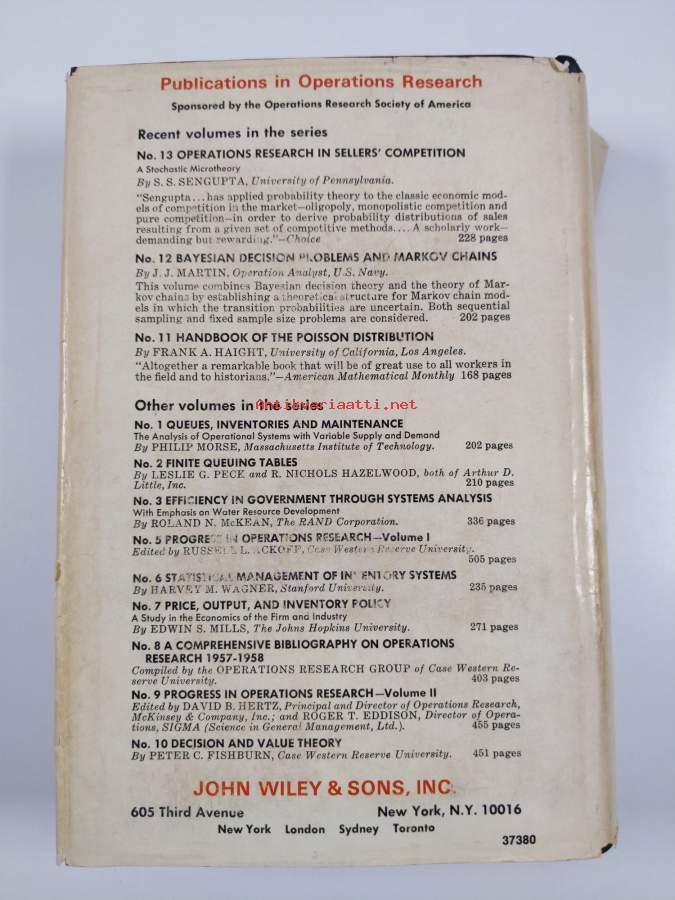 Publications in Operations Research
Sponsored by the Operations Research Society of America
Recent volumes in the series
No. 13 OPERATIONS RESEARCH IN SELLERS' COMPETITION
A Stochastic Microtheory
By S. S. SENGUPTA, University of Pennsylvania.
"Sengupta...has applied probability theory to the classic economic mod-
els of competition in the market—oligopoly, monopolistic competition and
pure competition—in order to derive probability distributions of sales
resulting from a given set of competitive methods.... A scholarly work—
demanding but rewarding."—Choice 228 pages
No. 12 BAYESIAN DECISION PROBLEMS AND MARKOV CHAINS
By J. J. MARTIN, Operation Analyst, U.S. Navy.
This volume combines Bayesian decision theory and the theory of Mar-
kov chains by establishing a theoretical structure for Markov chain mod-
els in which the transition probabilities are uncertain. Both sequential
sampling and fixed sample size problems are considered. 202 pages
No. 11 HANDBOOK OF THE POISSON DISTRIBUTION
By FRANK A. HAIGHT, University of California, Los Angeles.
"Altogether a remarkable book that will be of great use to all workers in
the field and to historians."—American Mathematical Monthly 168 pages
Antikvariaatti.net
Other volumes in the series
No. 1 QUEUES, INVENTORIES AND MAINTENANCE
The Analysis of Operational Systems with Variable Supply and Demand
By PHILIP MORSE, Massachusetts Institute of Technology. 202 pages
No. 2 FINITE QUEUING TABLES
By LESLIE G. PECK and R. NICHOLS HAZELWOOD, both of Arthur D.
Little, Inc. 210 pages
No. 3 EFFICIENCY IN GOVERNMENT THROUGH SYSTEMS ANALYSIS
With Emphasis on Water Resource Development
By ROLAND N. McKEAN, The RAND Corporation. 336 pages
No. 5 PROGRESS IN OPERATIONS RESEARCH—Volume I
Edited by RUSSELL L. ACKOFF, Case Western Reserve University.
505 pages
No. 6 STATISTICAL MANAGEMENT OF INVENTORY SYSTEMS
By HARVEY M. WAGNER, Stanford University. 235 pages
No. 7 PRICE, OUTPUT, AND INVENTORY POLICY
A Study in the Economics of the Firm and Industry
By EDWIN S. MILLS, The Johns Hopkins University. 271 pages
No. 8 A COMPREHENSIVE BIBLIOGRAPHY ON OPERATIONS
RESEARCH 1957-1958
Compiled by the OPERATIONS RESEARCH GROUP of Case Western Re-
serve University. 403 pages
No. 9 PROGRESS IN OPERATIONS RESEARCH—Volume II
Edited by DAVID B. HERTZ, Principal and Director of Operations Research,
McKinsey & Company, Inc.; and ROGER T. EDDISON, Director of Opera-
tions, SIGMA (Science in General Management, Ltd.). 455 pages
No. 10 DECISION AND VALUE THEORY
By PETER C. FISHBURN, Case Western Reserve University. 451 pages
JOHN WILEY & SONS, INC.
605 Third Avenue New York, N.Y. 10016
New York London Sydney Toronto
37380